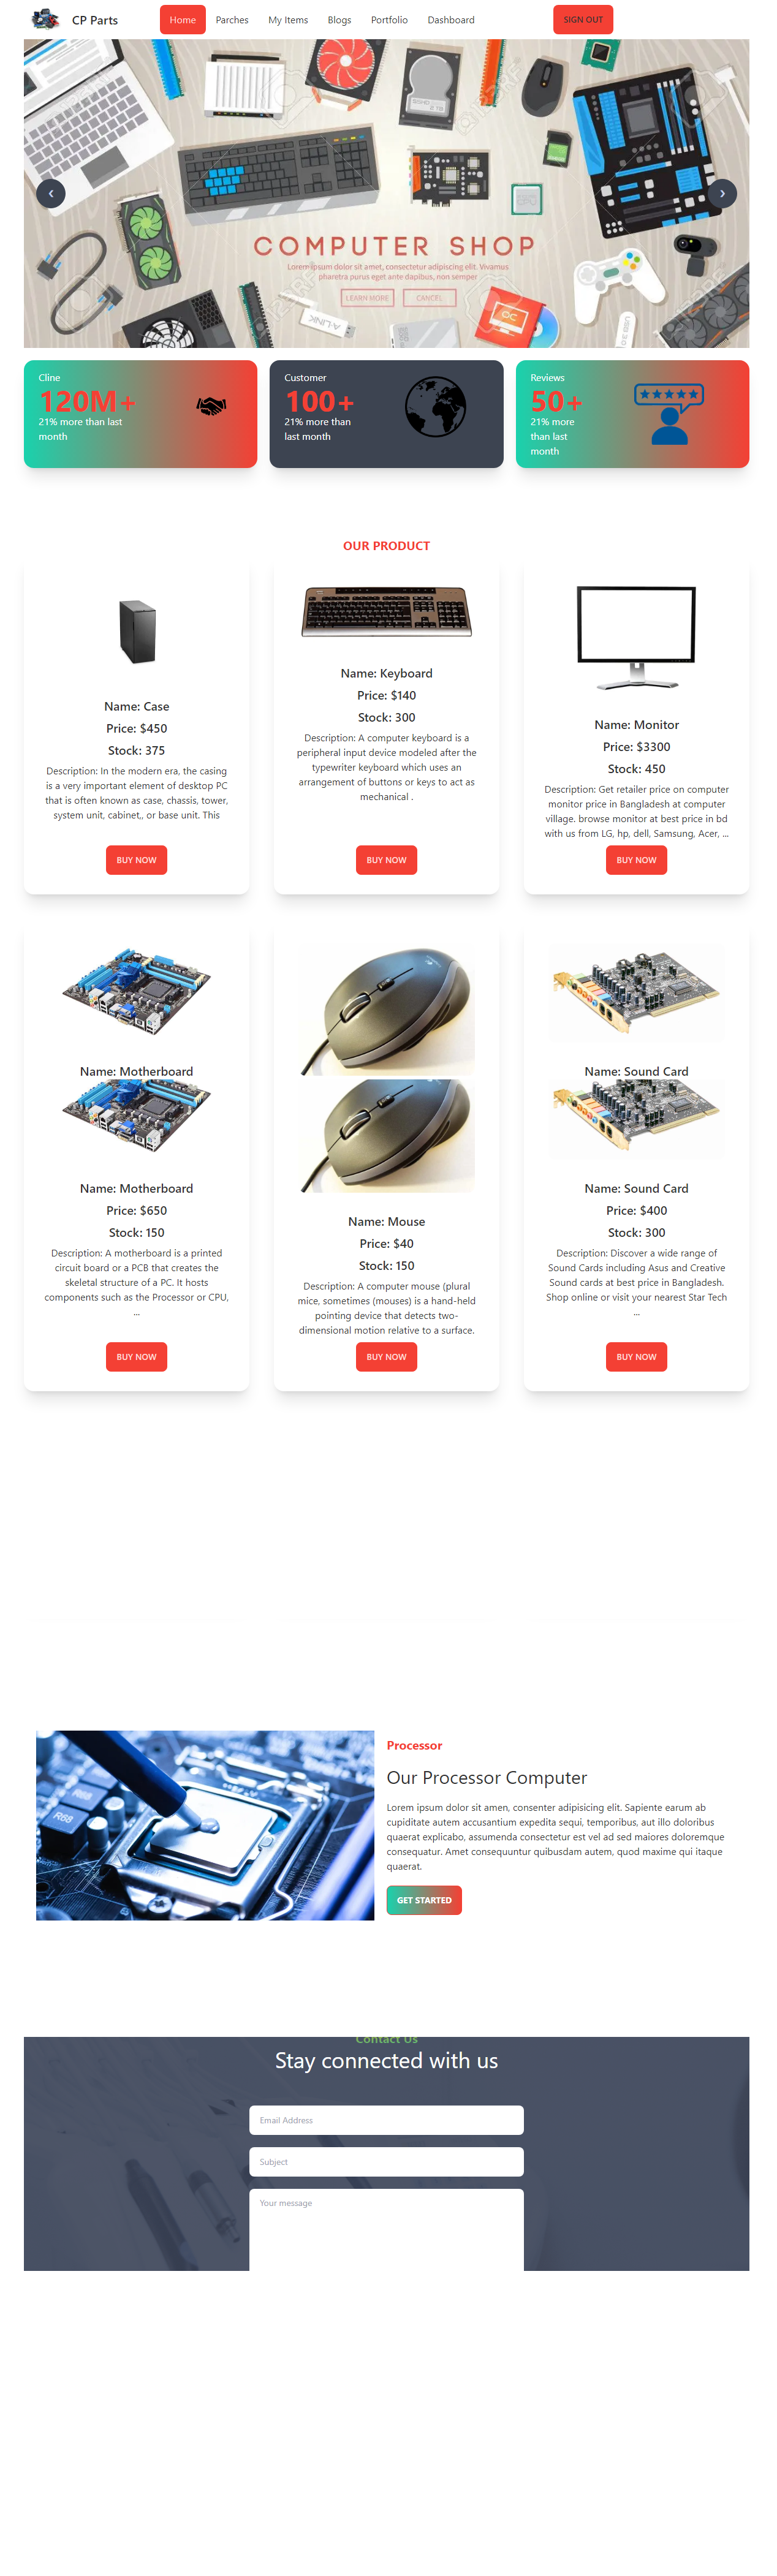 CP Parts
Home
Parches
My Items
Blogs
Portfolio
Dashboard
SIGN OUT
COMPUTER SHOP
Lorem ipsum dolor sit amet, consectetur adipiscing elit. Vivamus
pharetra purus eget ante dapibus, non semper
LEARN MORE
CANCEL
A-LINK
USB 3.0
Cline
120M+
21% more than last
month
Customer
100+
21% more than
last month
Reviews
50+
21% more
than last
month
OUR PRODUCT
Name: Case
Price: $450
Stock: 375
Description: In the modern era, the casing
is a very important element of desktop PC
that is often known as case, chassis, tower,
system unit, cabinet,, or base unit. This
BUY NOW
Name: Keyboard
Price: $140
Stock: 300
Description: A computer keyboard is a
peripheral input device modeled after the
typewriter keyboard which uses an
arrangement of buttons or keys to act as
mechanical .
BUY NOW
Name: Monitor
Price: $3300
Stock: 450
Description: Get retailer price on computer
monitor price in Bangladesh at computer
village. browse monitor at best price in bd
with us from LG, hp, dell, Samsung, Acer, ...
BUY NOW
Name: Motherboard
Name: Motherboard
Price: $650
Stock: 150
Description: A motherboard is a printed
circuit board or a PCB that creates the
skeletal structure of a PC. It hosts
components such as the Processor or CPU,
...
BUY NOW
Name: Mouse
Price: $40
Stock: 150
Description: A computer mouse (plural
mice, sometimes (mouses) is a hand-held
pointing device that detects two-
dimensional motion relative to a surface.
BUY NOW
Name: Sound Card
Name: Sound Card
Price: $400
Stock: 300
Description: Discover a wide range of
Sound Cards including Asus and Creative
Sound cards at best price in Bangladesh.
Shop online or visit your nearest Star Tech
...
BUY NOW
R68
Processor
Our Processor Computer
Lorem ipsum dolor sit amen, consenter adipisicing elit. Sapiente earum ab
cupiditate autem accusantium expedita sequi, temporibus, aut illo doloribus
quaerat explicabo, assumenda consectetur est vel ad sed maiores doloremque
consequatur. Amet consequuntur quibusdam autem, quod maxime qui itaque
quaerat.
GET STARTED
Contact Us
Stay connected with us
Email Address
Subject
Your message